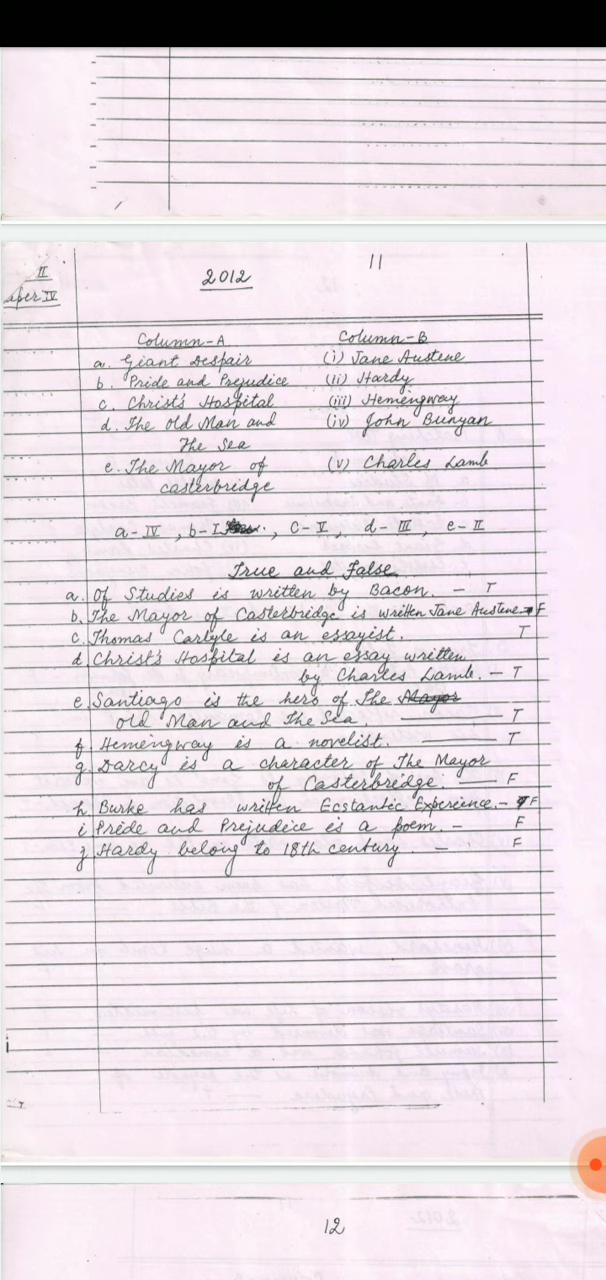 II
aper IV
2012
11
Column-A Column-B
a. Giant Despair (i) Jane Austene
b. Pride and Prejudice (ii) Hardy
c. Christ's Hospital (iii) Hemengway
d. The old Man and (iv) John Bunyan
The Sea
e. The Mayor of (v) Charles Lamb
casterbridge
a-IV, b-I, C-V, d-III, e-II
True and False
a. Of Studies is written by Bacon. - T
b. The Mayor of Casterbridge is written Jane Austene - F
c. Thomas Carlyle is an essayist. T
d. Christ's Hospital is an essay written
by Charles Lamb. - T
e. Santiago is the hero of The Mayor
old Man and The Sea. T
f. Hemengway is a novelist. T
g. Darcy is a character of The Mayor
of Casterbridge. - F
h. Burke has written Ecstantic Experience. - F
i Pride and Prejudice is a poem. - F
j. Hardy belong to 18th century. - F
12